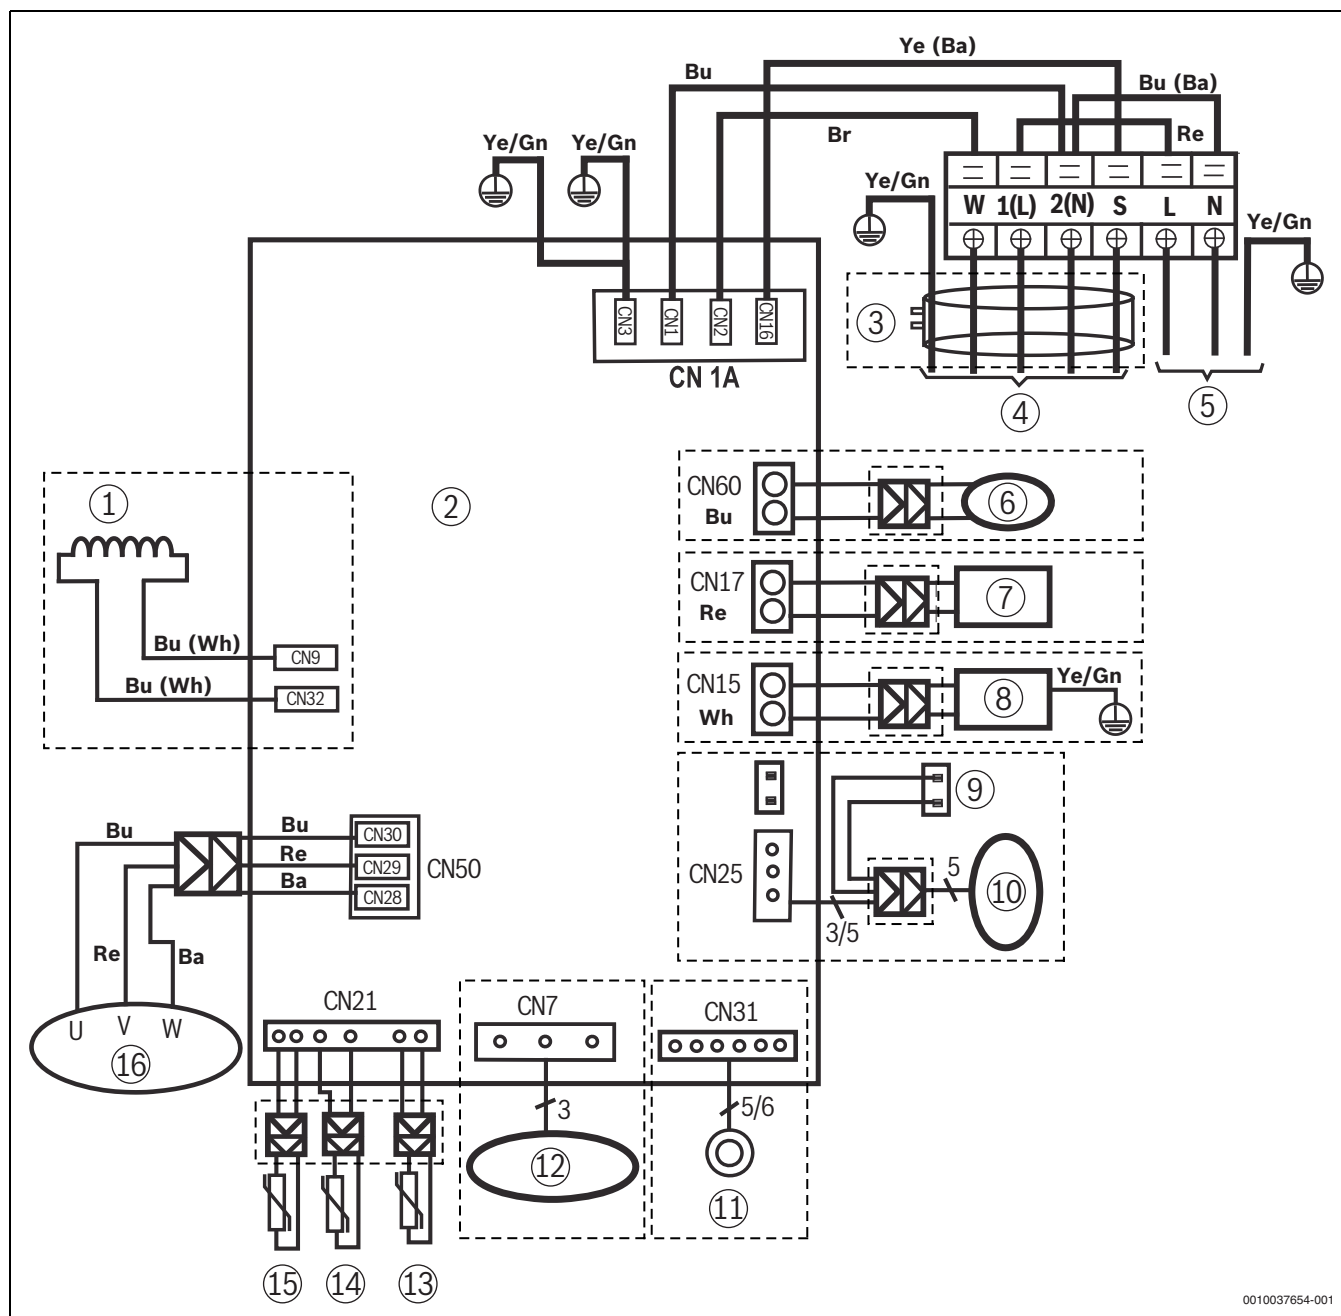 Ye (Ba)
Bu
Bu (Ba)
Br
Re
Ye/Gn
Ye/Gn
Ye/Gn
W 1(L) 2(N) S L N
Ye/Gn
CN3
CN1
CN2
CN16
CN 1A
3
4
5
1
2
CN60
Bu
6
CN17
Re
7
Bu (Wh)
CN9
Bu (Wh)
CN32
CN15
Wh
8
Ye/Gn
9
CN25
3/5
5
10
Bu
Bu
CN30
Re
CN29
CN50
Ba
CN28
Re
Ba
U V W
16
CN21
CN7
CN31
3
5/6
12
11
15
14
13
0010037654-001